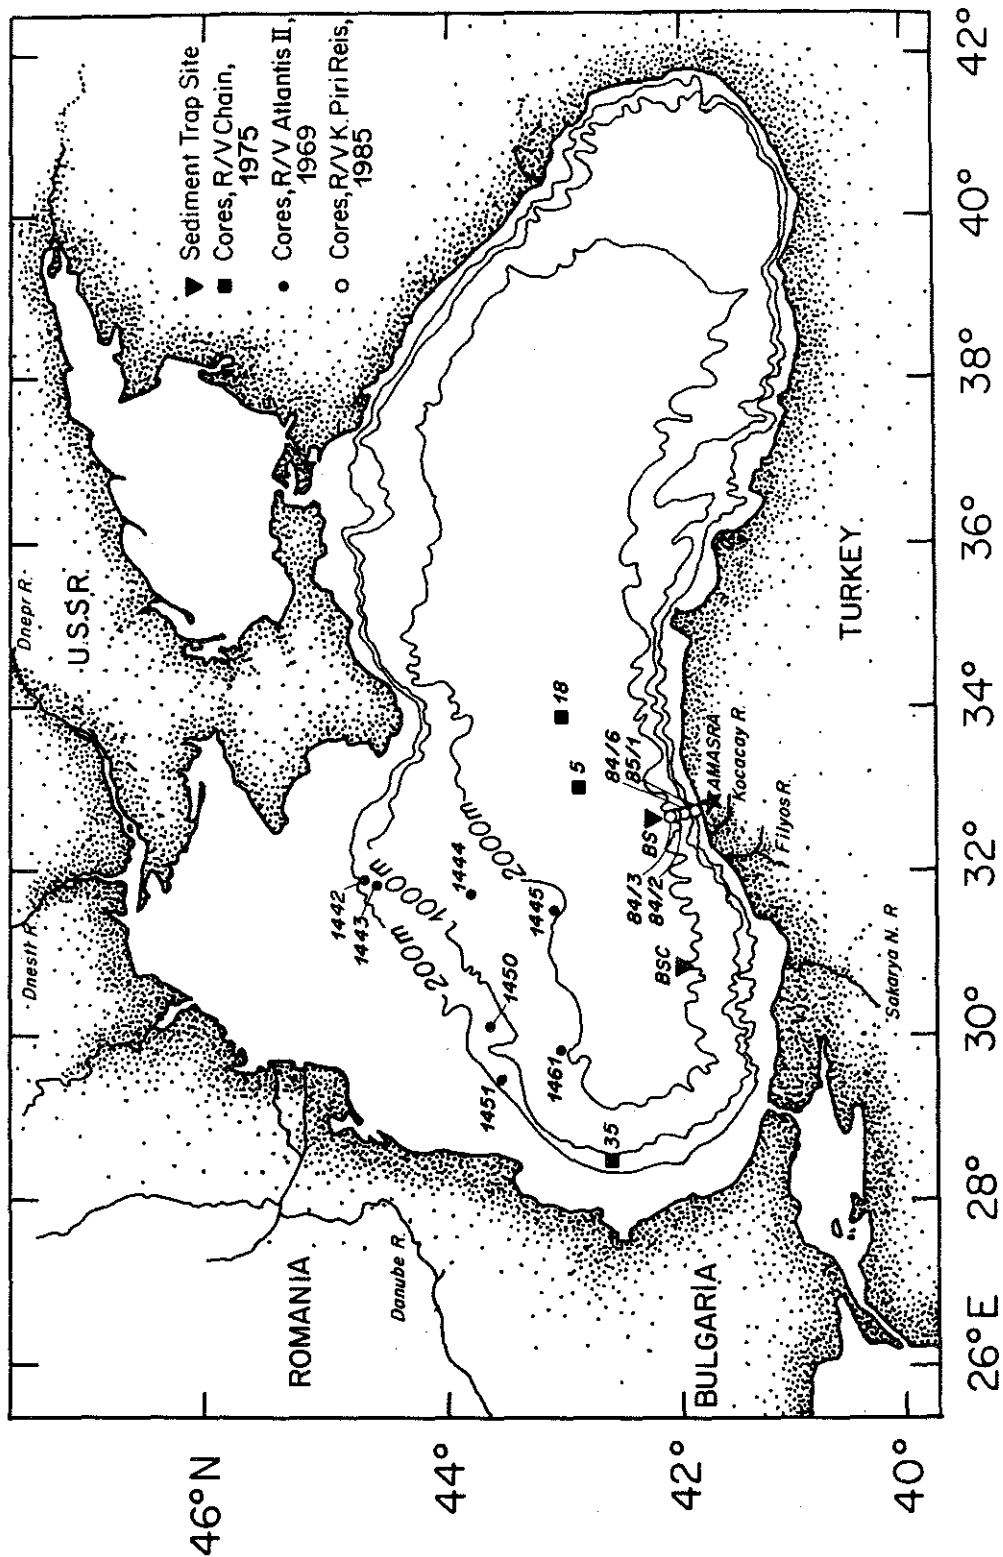 Sediment Trap Site
Cores, R/V Chain,
1975
Cores, R/V Atlantis II,
1969
Cores, R/V K. Piri Reis,
1985
Dnepr R.
U.S.S.R.
Dnestr R.
ROMANIA
Danube R.
BULGARIA
TURKEY
1442
1443
200m
1000m
1444
2000m
1445
1450
1451
1461
35
5
18
84/6
85/1
BS
84/3
84/2
BSC
AMASRA
Kocacay R.
Filyos R.
Sakarya N. R
46°N
44°
42°
40°
26°E
28°
30°
32°
34°
36°
38°
40°
42°